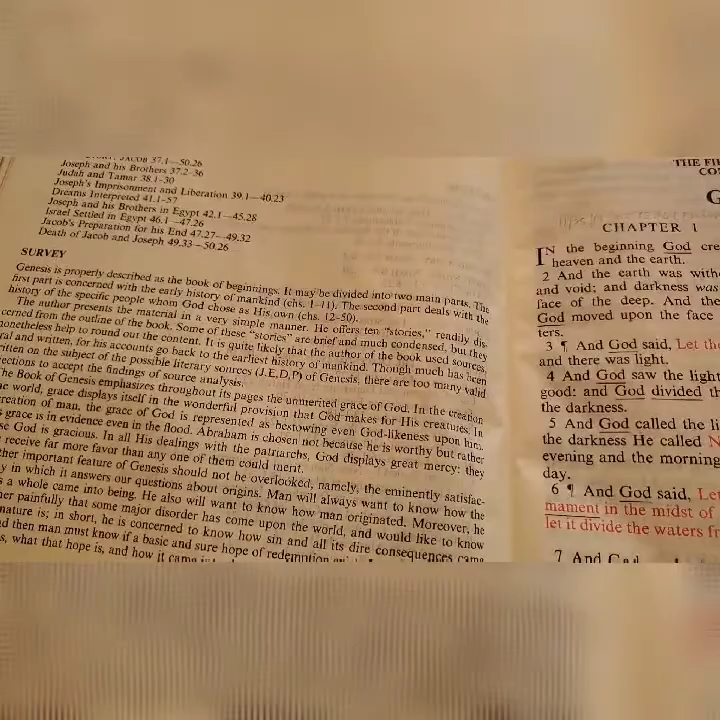 JACOB 37.1—50.26
Joseph and his Brothers 37.2-36
Judah and Tamar 38.1-30
Joseph's Imprisonment and Liberation 39.1—40.23
Dreams Interpreted 41.1-57
Joseph and his Brothers in Egypt 42.1—45.28
Israel Settled in Egypt 46.1—47.26
Jacob's Preparation for his End 47.27—49.32
Death of Jacob and Joseph 49.33—50.26
SURVEY
Genesis is properly described as the book of beginnings. It may be divided into two main parts. The
first part is concerned with the early history of mankind (chs. 1-11). The second part deals with the
history of the specific people whom God chose as His own (chs. 12-50).
The author presents the material in a very simple manner. He offers ten "stories," readily dis-
cerned from the outline of the book. Some of these "stories" are brief and much condensed, but they
nonetheless help to round out the content. It is quite likely that the author of the book used sources,
ral and written, for his accounts go back to the earliest history of mankind. Though much has been
ritten on the subject of the possible literary sources (J,E,D,P) of Genesis, there are too many valid
ections to accept the findings of source analysis.
The Book of Genesis emphasizes throughout its pages the unmerited grace of God. In the creation
he world, grace displays itself in the wonderful provision that God makes for His creatures. In
creation of man, the grace of God is represented as bestowing even God-likeness upon him.
s grace is in evidence even in the flood. Abraham is chosen not because he is worthy but rather
se God is gracious. In all His dealings with the patriarchs, God displays great mercy: they
receive far more favor than any one of them could merit.
ther important feature of Genesis should not be overlooked, namely, the eminently satisfac-
y in which it answers our questions about origins. Man will always want to know how the
s a whole came into being. He also will want to know how man originated. Moreover, he
her painfully that some major disorder has come upon the world, and would like to know
nature is; in short, he is concerned to know how sin and all its dire consequences came
d then man must know if a basic and sure hope of redemption
s, what that hope is, and how it came
THE FI
CO
G
CHAPTER 1
IN the beginning God cre
heaven and the earth.
2 And the earth was with
and void; and darkness was
face of the deep. And the
God moved upon the face
ters.
3 ¶ And God said, Let the
and there was light.
4 And God saw the light
good: and God divided th
the darkness.
5 And God called the li
the darkness He called N
evening and the morning
day.
6 ¶ And God said, Let
mament in the midst of
let it divide the waters fr
7 And God